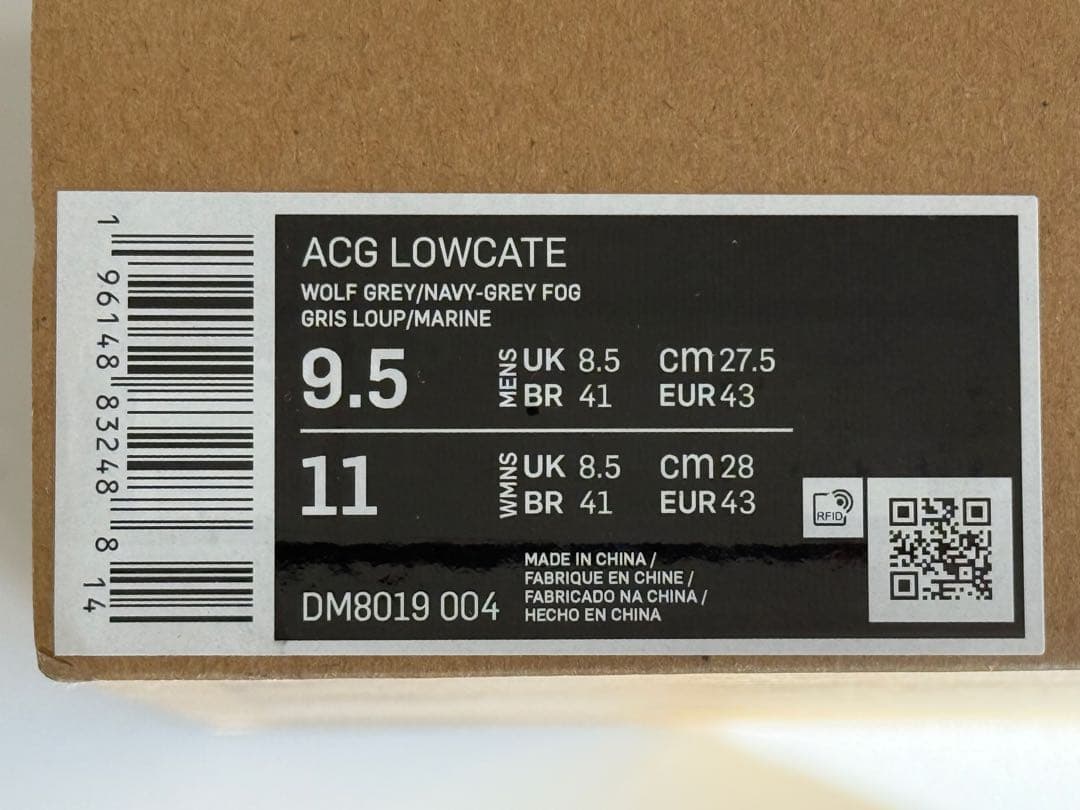 1 96148 83248 8 14
ACG LOWCATE
WOLF GREY/NAVY-GREY FOG
GRIS LOUP/MARINE
9.5 MENS UK 8.5 cm 27.5
BR 41 EUR 43
11 WMNS UK 8.5 cm 28
BR 41 EUR 43
RFID
MADE IN CHINA /
FABRIQUE EN CHINE /
FABRICADO NA CHINA /
HECHO EN CHINA
DM8019 004